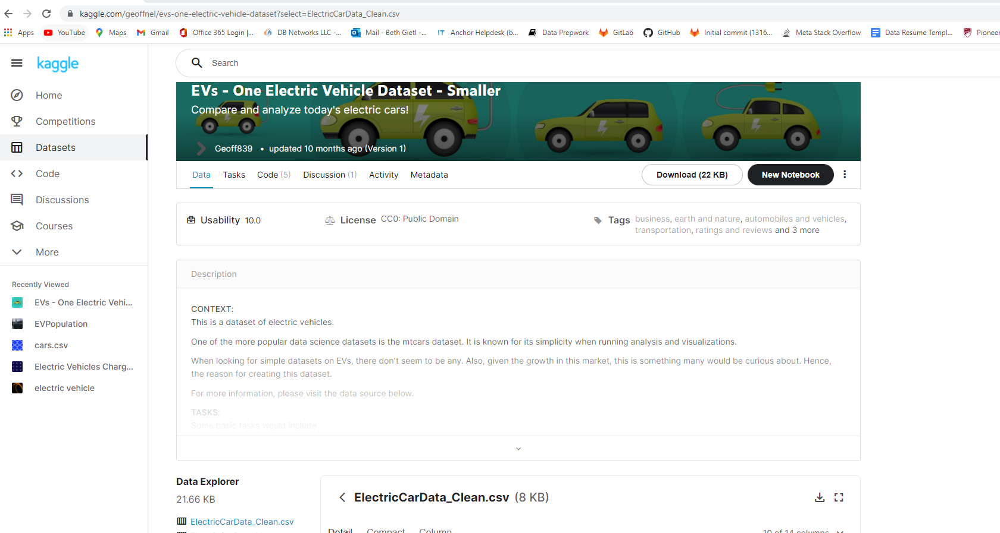 kaggle.com/geoffnel/evs-one-electric-vehicle-dataset?select=ElectricCarData_Clean.csv
Apps YouTube Maps Gmail Office 365 Login |... DB Networks LLC -... Mail - Beth Gietl -... IT Anchor Helpdesk (b... Data Prepwork GitLab GitHub Initial commit (1316... Meta Stack Overflow Data Resume Templ... Pioneer
kaggle
Search
Home
Competitions
Datasets
Code
Discussions
Courses
More
Recently Viewed
EVs - One Electric Vehi...
EVPopulation
cars.csv
Electric Vehicles Charg...
electric vehicle
EVs - One Electric Vehicle Dataset - Smaller
Compare and analyze today's electric cars!
Geoff839 • updated 10 months ago (Version 1)
Data Tasks Code (5) Discussion (1) Activity Metadata Download (22 KB) New Notebook
Usability 10.0 License CC0: Public Domain Tags business, earth and nature, automobiles and vehicles,
transportation, ratings and reviews and 3 more
Description
CONTEXT:
This is a dataset of electric vehicles.
One of the more popular data science datasets is the mtcars dataset. It is known for its simplicity when running analysis and visualizations.
When looking for simple datasets on EVs, there don't seem to be any. Also, given the growth in this market, this is something many would be curious about. Hence,
the reason for creating this dataset.
For more information, please visit the data source below.
TASKS:
Some basic tasks would include
Data Explorer
21.66 KB
ElectricCarData_Clean.csv
ElectricCarData_Clean.csv (8 KB)
Detail Compact Column 10 of 14 columns